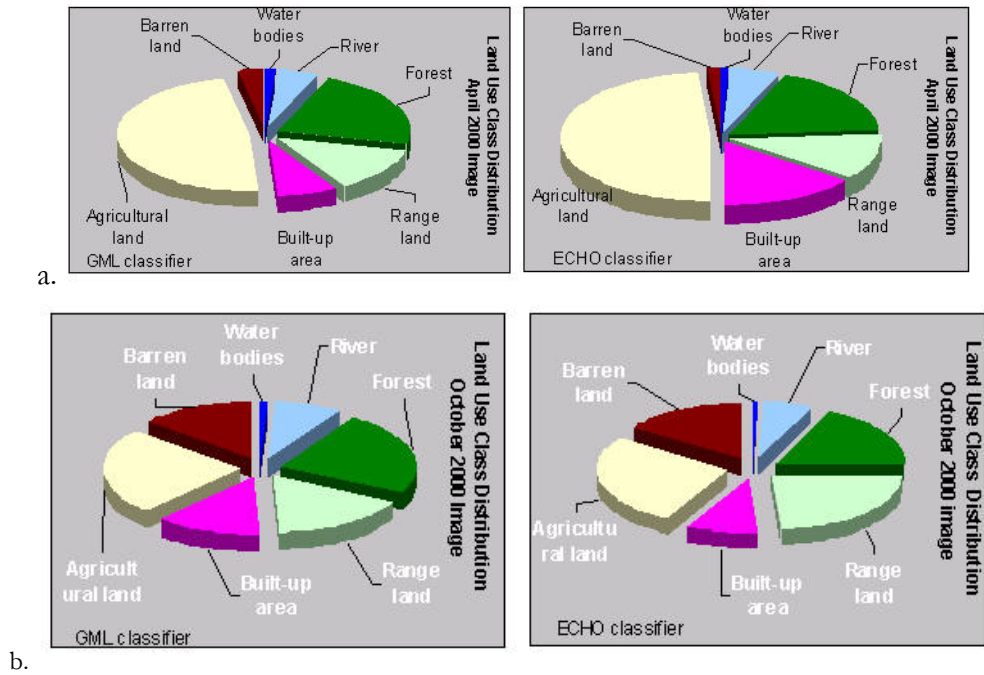 Barren
land
Water
bodies
River
Forest
Range
land
Built-up
area
Agricultural
land
GML classifier
Land Use Class Distribution
April 2000 Image
Barren
land
Water
bodies
River
Forest
Range
land
Built-up
area
Agricultural
land
ECHO classifier
Land Use Class Distribution
April 2000 Image
a.
Barren
land
Water
bodies
River
Forest
Range
land
Built-up
area
Agricult
ural land
GML classifier
Land Use Class Distribution
October 2000 Image
Barren
land
Water
bodies
River
Forest
Range
land
Built-up
area
Agricultu
ral land
ECHO classifier
Land Use Class Distribution
October 2000 image
b.